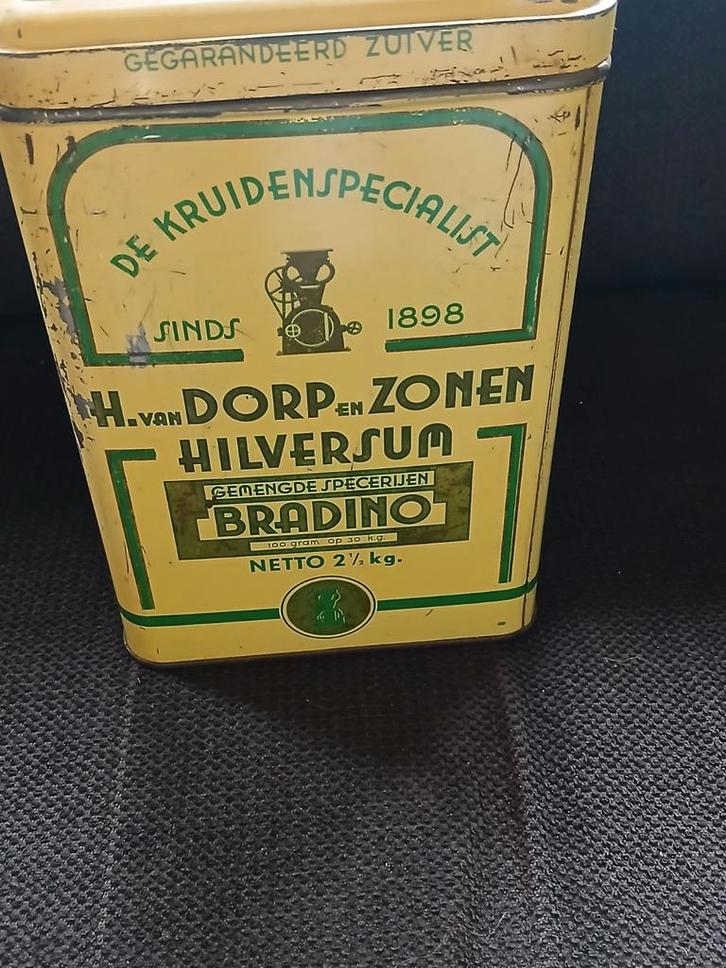 GEGARANDEERD ZUIVER
DE KRUIDENSPECIALIST
SINDS 1898
H. VAN DORP EN ZONEN
HILVERSUM
GEMENGDE SPECERIJEN
BRADINO
100 gram op 30 k.g.
NETTO 2½ kg.